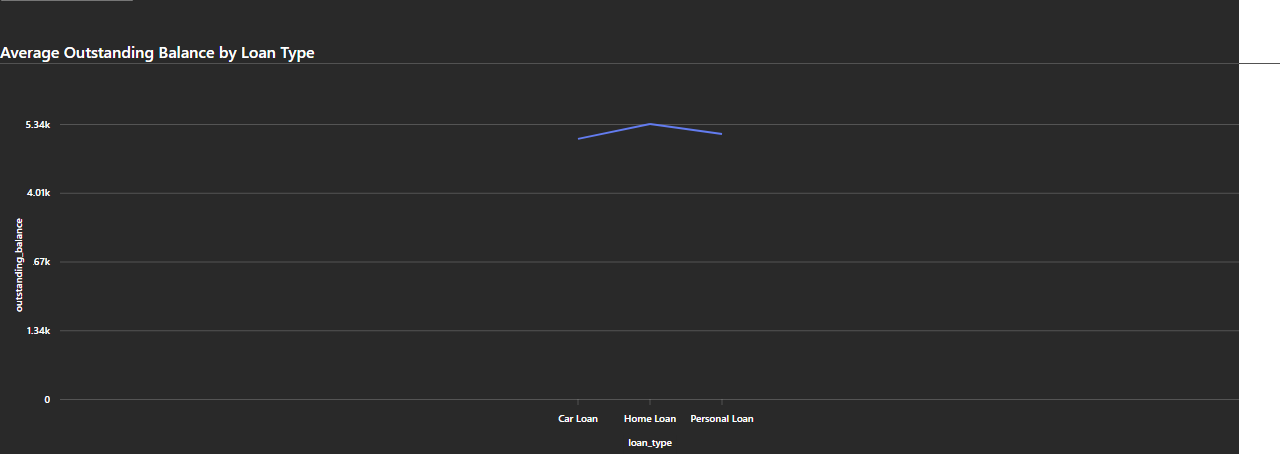 Average Outstanding Balance by Loan Type
5.34k
4.01k
.67k
1.34k
0
outstanding_balance
Car Loan Home Loan Personal Loan
loan_type